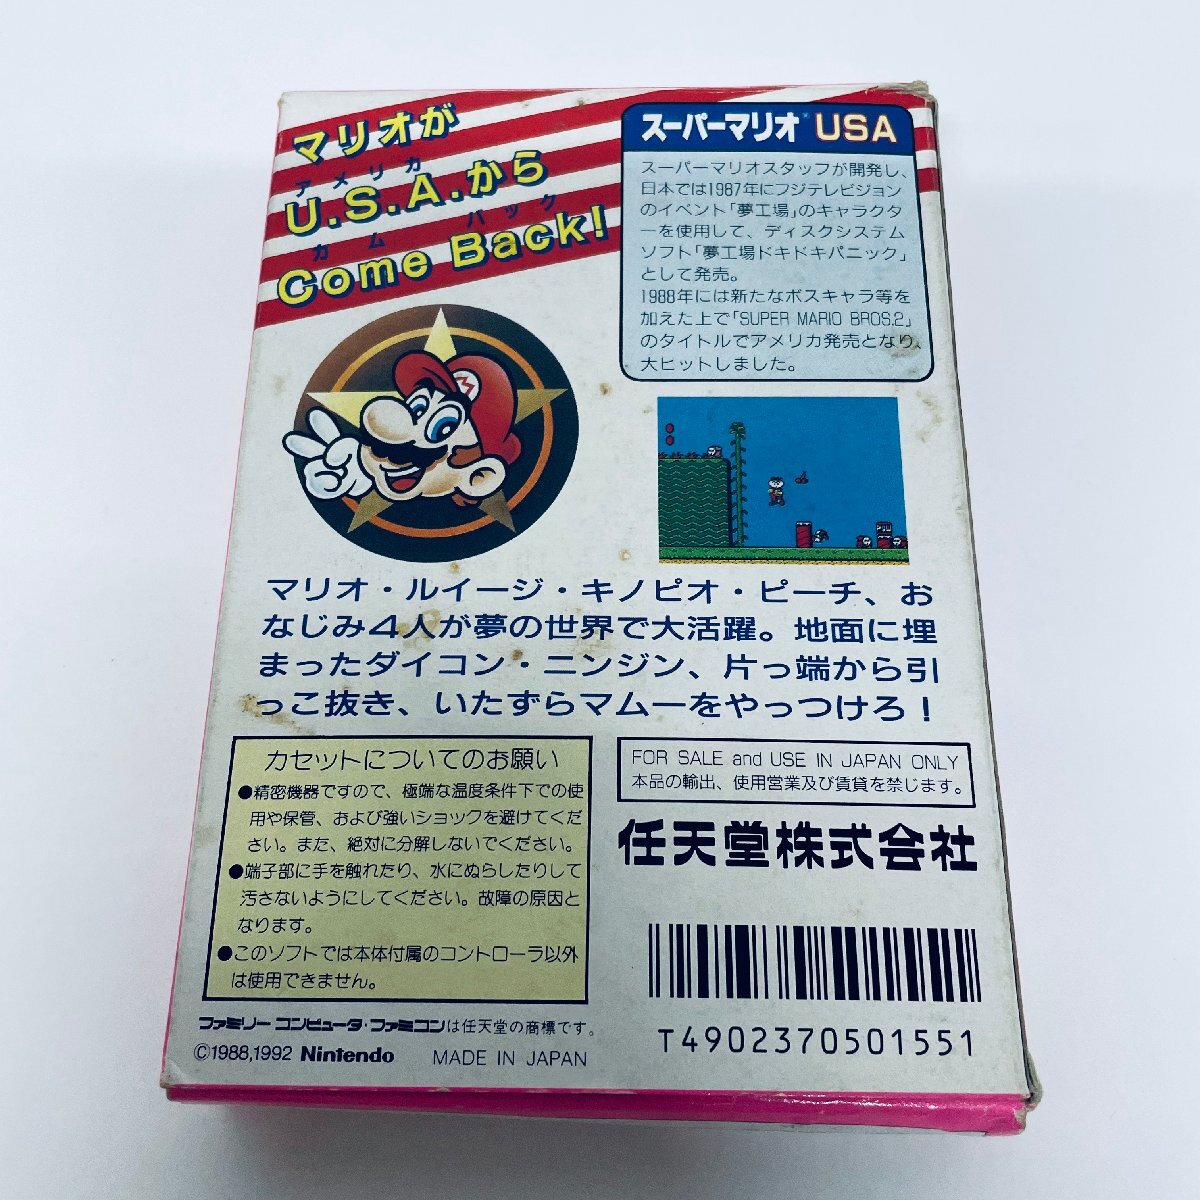 マリオが
アメリカ
U.S.A.から
カム バック
Come Back!
スーパーマリオ® USA
スーパーマリオスタッフが開発し、
日本では1987年にフジテレビジョン
のイベント「夢工場」のキャラクタ
ーを使用して、ディスクシステム
ソフト「夢工場ドキドキパニック」
として発売。
1988年には新たなボスキャラ等を
加えた上で「SUPER MARIO BROS.2」
のタイトルでアメリカ発売となり、
大ヒットしました。
M
マリオ・ルイージ・キノピオ・ピーチ、お
なじみ4人が夢の世界で大活躍。地面に埋
まったダイコン・ニンジン、片っ端から引
っこ抜き、いたずらマムーをやっつけろ!
カセットについてのお願い
●精密機器ですので、極端な温度条件下での使
用や保管、および強いショックを避けてくだ
さい。また、絶対に分解しないでください。
●端子部に手を触れたり、水にぬらしたりして
汚さないようにしてください。故障の原因と
なります。
●このソフトでは本体付属のコントローラ以外
は使用できません。
ファミリーコンピュータ・ファミコンは任天堂の商標です。
©1988,1992 Nintendo MADE IN JAPAN
FOR SALE and USE IN JAPAN ONLY
本品の輸出、使用営業及び賃貸を禁じます。
任天堂株式会社
T4902370501551